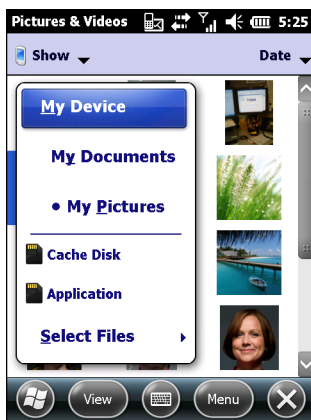 Pictures & Videos 5:25
Show Date
My Device
My Documents
• My Pictures
Cache Disk
Application
Select Files
View Menu